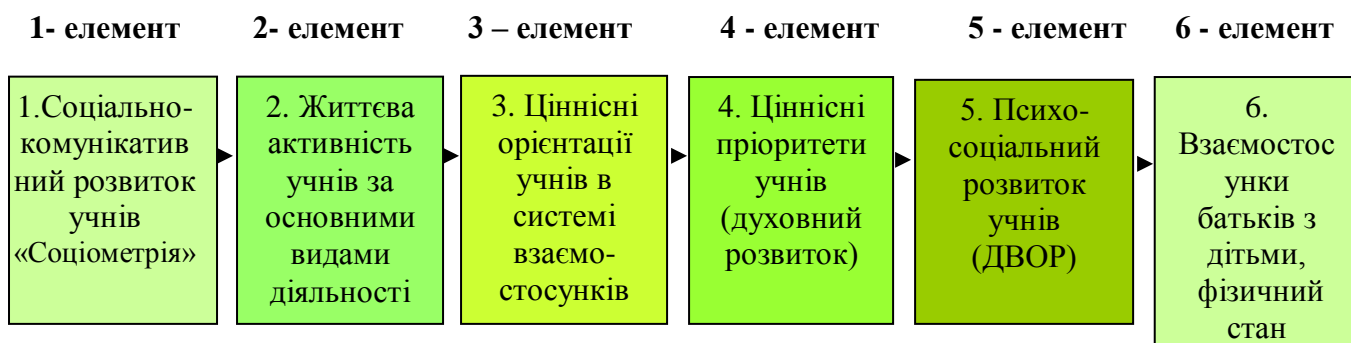 1- елемент
2- елемент
3 – елемент
4 - елемент
5 - елемент
6 - елемент
1.Соціально-
комунікатив
ний розвиток
учнів
«Соціометрія»
2. Життєва
активність
учнів за
основними
видами
діяльності
3. Ціннісні
орієнтації
учнів в
системі
взаємо-
стосунків
4. Ціннісні
пріоритети
учнів
(духовний
розвиток)
5. Психо-
соціальний
розвиток
учнів
(ДВОР)
6.
Взаємостос
унки
батьків з
дітьми,
фізичний
стан